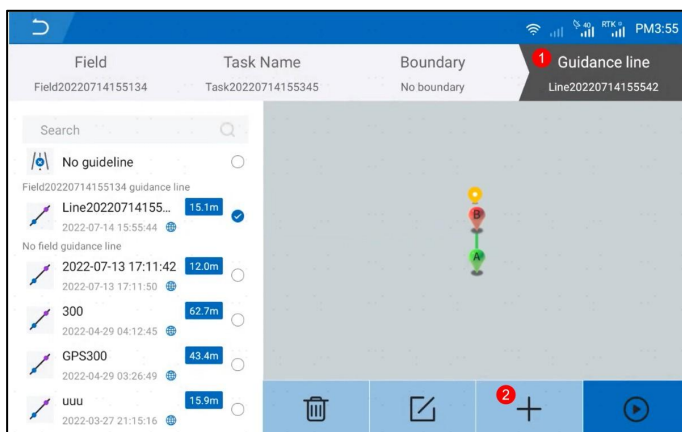 40 RTK PM3:55
Field
Task Name
Boundary
1 Guidance line
Field20220714155134
Task20220714155345
No boundary
Line20220714155542
Search
No guideline
Field20220714155134 guidance line
Line20220714155... 15.1m
2022-07-14 15:55:44
No field guidance line
2022-07-13 17:11:42 12.0m
2022-07-13 17:11:50
300 62.7m
2022-04-29 04:12:45
GPS300 43.4m
2022-04-29 03:26:49
uuu 15.9m
2022-03-27 21:15:16
B
A
2